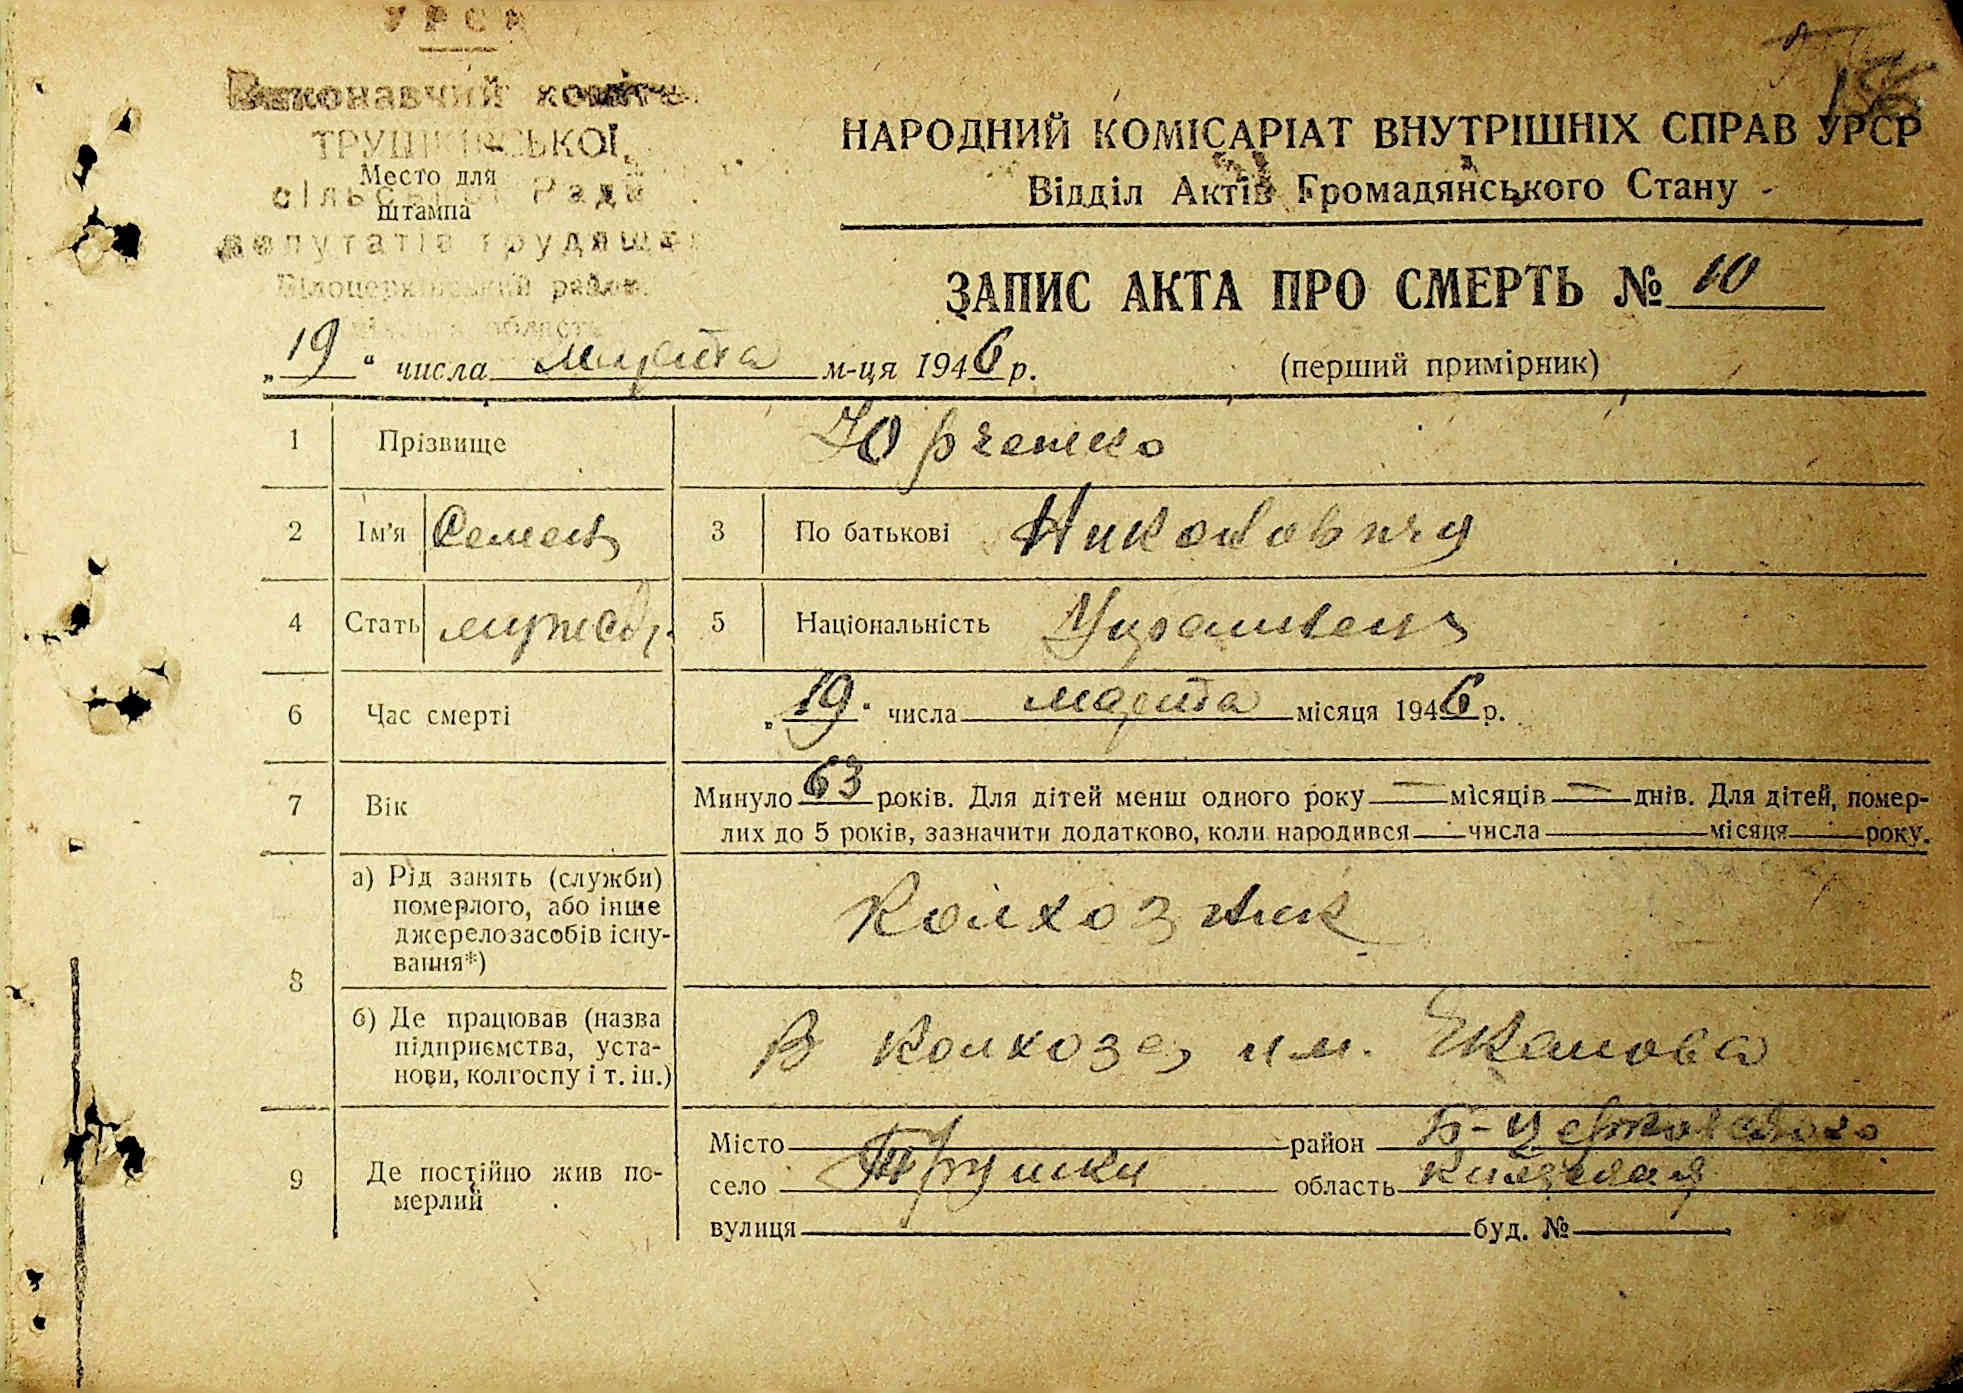 УРСР
Виконавчий комітет
ТРУШКІВСЬКОЇ
Место для
сільської Ради
штампа
депутатів трудящих
Білоцерківський район
область
НАРОДНИЙ КОМІСАРІАТ ВНУТРІШНІХ СПРАВ УРСР
Відділ Актів Громадянського Стану
ЗАПИС АКТА ПРО СМЕРТЬ № 10
„19“ числа марта м-ця 1946 р.
(перший примірник)
1 Прізвище Юрченко
2 Ім’я Семен 3 По батькові
4 Стать 5 Національність
6 Час смерті „19. числа марта місяця 1946 р.
7 Вік Минуло 63 років. Для дітей менш одного року — місяців — днів. Для дітей, помер-
лих до 5 років, зазначити додатково, коли народився — числа місяця року.
8 а) Рід занять (служби)
померлого, або інше
джерело засобів існу-
вання*)
Колхозник
б) Де працював (назва
підприємства, уста-
нови, колгоспу і т. ін.)
В колхозе им.
9 Де постійно жив по-
мерлий
Місто район Б-Церковского
село Трушки область Киевская
вулиця буд. №